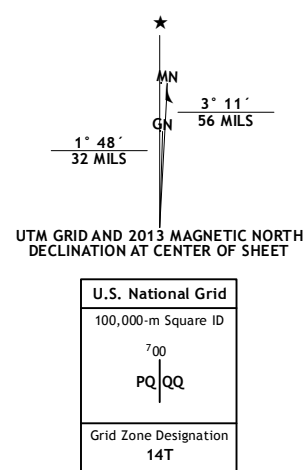 ★
MN
3° 11´
56 MILS
GN
1° 48´
32 MILS
UTM GRID AND 2013 MAGNETIC NORTH
DECLINATION AT CENTER OF SHEET
U.S. National Grid
100,000-m Square ID
⁷00
PQ QQ
Grid Zone Designation
14T